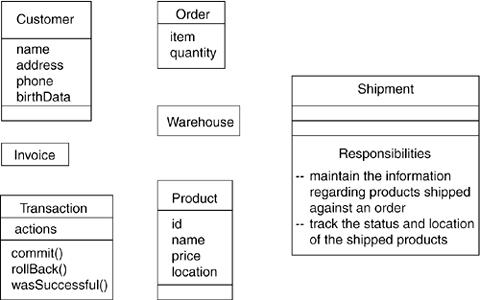 Customer
name
address
phone
birthData
Order
item
quantity
Warehouse
Invoice
Transaction
actions
commit()
rollBack()
wasSuccessful()
Product
id
name
price
location
Shipment
Responsibilities
-- maintain the information
regarding products shipped
against an order
-- track the status and location
of the shipped products